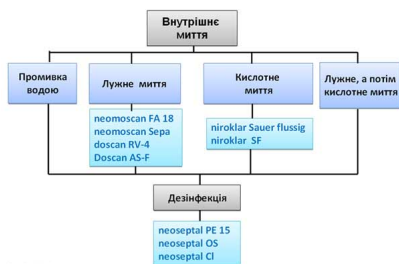 Внутрішнє
миття
Промивка
водою
Лужне миття
Кислотне
миття
Лужне, а потім
кислотне миття
neomoscan FA 18
neomoscan Sepa
doscan RV-4
Doscan AS-F
niroklar Sauer flussig
niroklar SF
Дезінфекція
neoseptal PE 15
neoseptal OS
neoseptal Cl